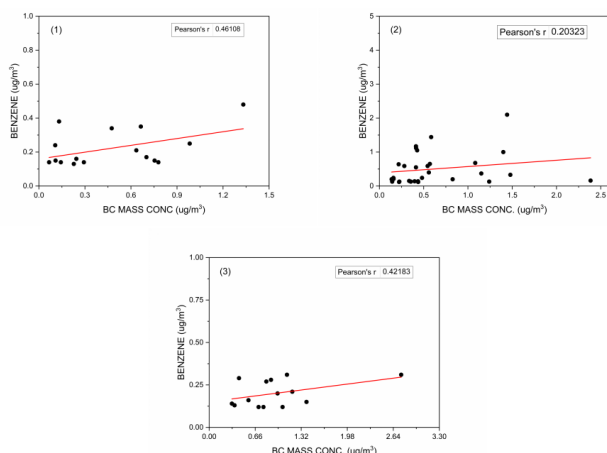 (1)
Pearson's r 0.46108
BENZENE (ug/m³)
1.0
0.8
0.6
0.4
0.2
0.0
0.0 0.3 0.6 0.9 1.2 1.5
BC MASS CONC (ug/m³)
(2)
Pearson's r 0.20323
BENZENE (ug/m³)
5
4
3
2
1
0
0.0 0.5 1.0 1.5 2.0 2.5
BC MASS CONC. (ug/m³)
(3)
Pearson's r 0.42183
BENZENE (ug/m³)
1.00
0.75
0.50
0.25
0.00
0.00 0.66 1.32 1.98 2.64 3.30
BC MASS CONC. (ug/m³)